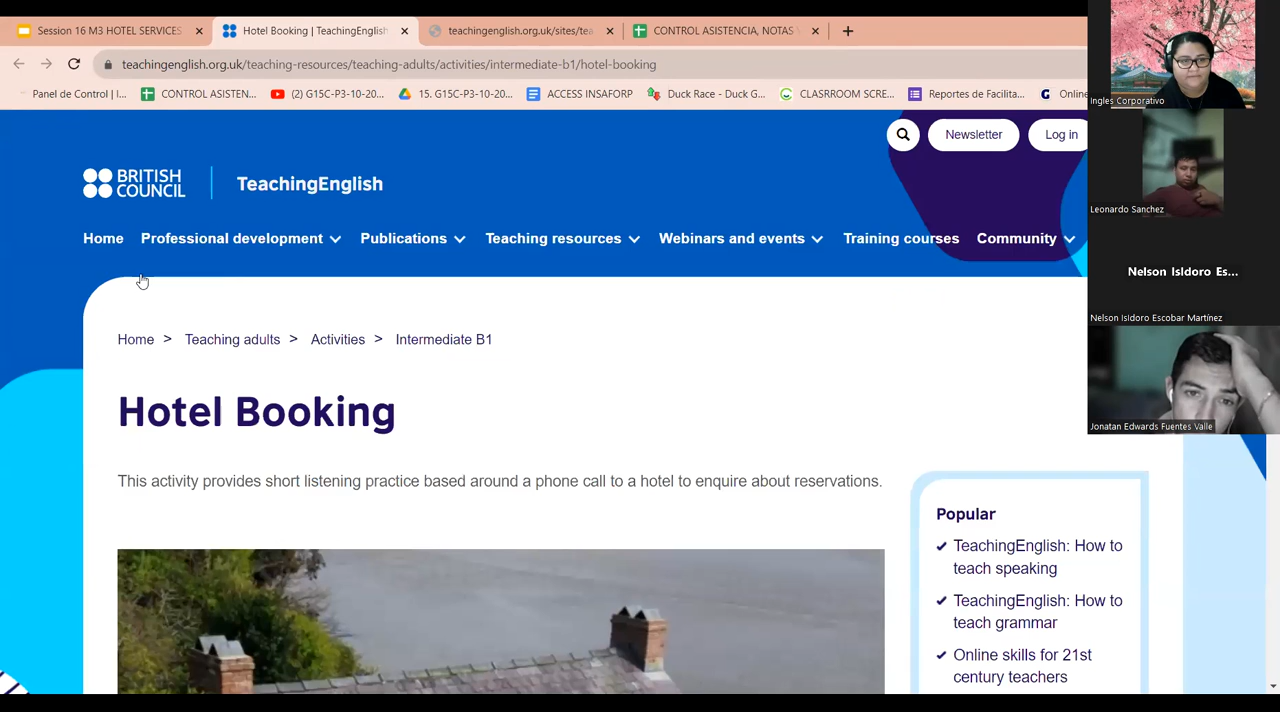 Session 16 M3 HOTEL SERVICES
Hotel Booking | TeachingEnglish
teachingenglish.org.uk/sites/tea
CONTROL ASISTENCIA, NOTAS
teachingenglish.org.uk/teaching-resources/teaching-adults/activities/intermediate-b1/hotel-booking
Panel de Control | I...
CONTROL ASISTEN...
(2) G15C-P3-10-20...
15. G15C-P3-10-20...
ACCESS INSAFORP
Duck Race - Duck G...
CLASRROOM SCRE...
Reportes de Facilita...
Online
Ingles Corporativo
Leonardo Sanchez
Nelson Isidoro Es...
Nelson Isidoro Escobar Martínez
Jonatan Edwards Fuentes Valle
Newsletter
Log in
BRITISH
COUNCIL
TeachingEnglish
Home Professional development Publications Teaching resources Webinars and events Training courses Community
Home > Teaching adults > Activities > Intermediate B1
Hotel Booking
This activity provides short listening practice based around a phone call to a hotel to enquire about reservations.
Popular
TeachingEnglish: How to
teach speaking
TeachingEnglish: How to
teach grammar
Online skills for 21st
century teachers